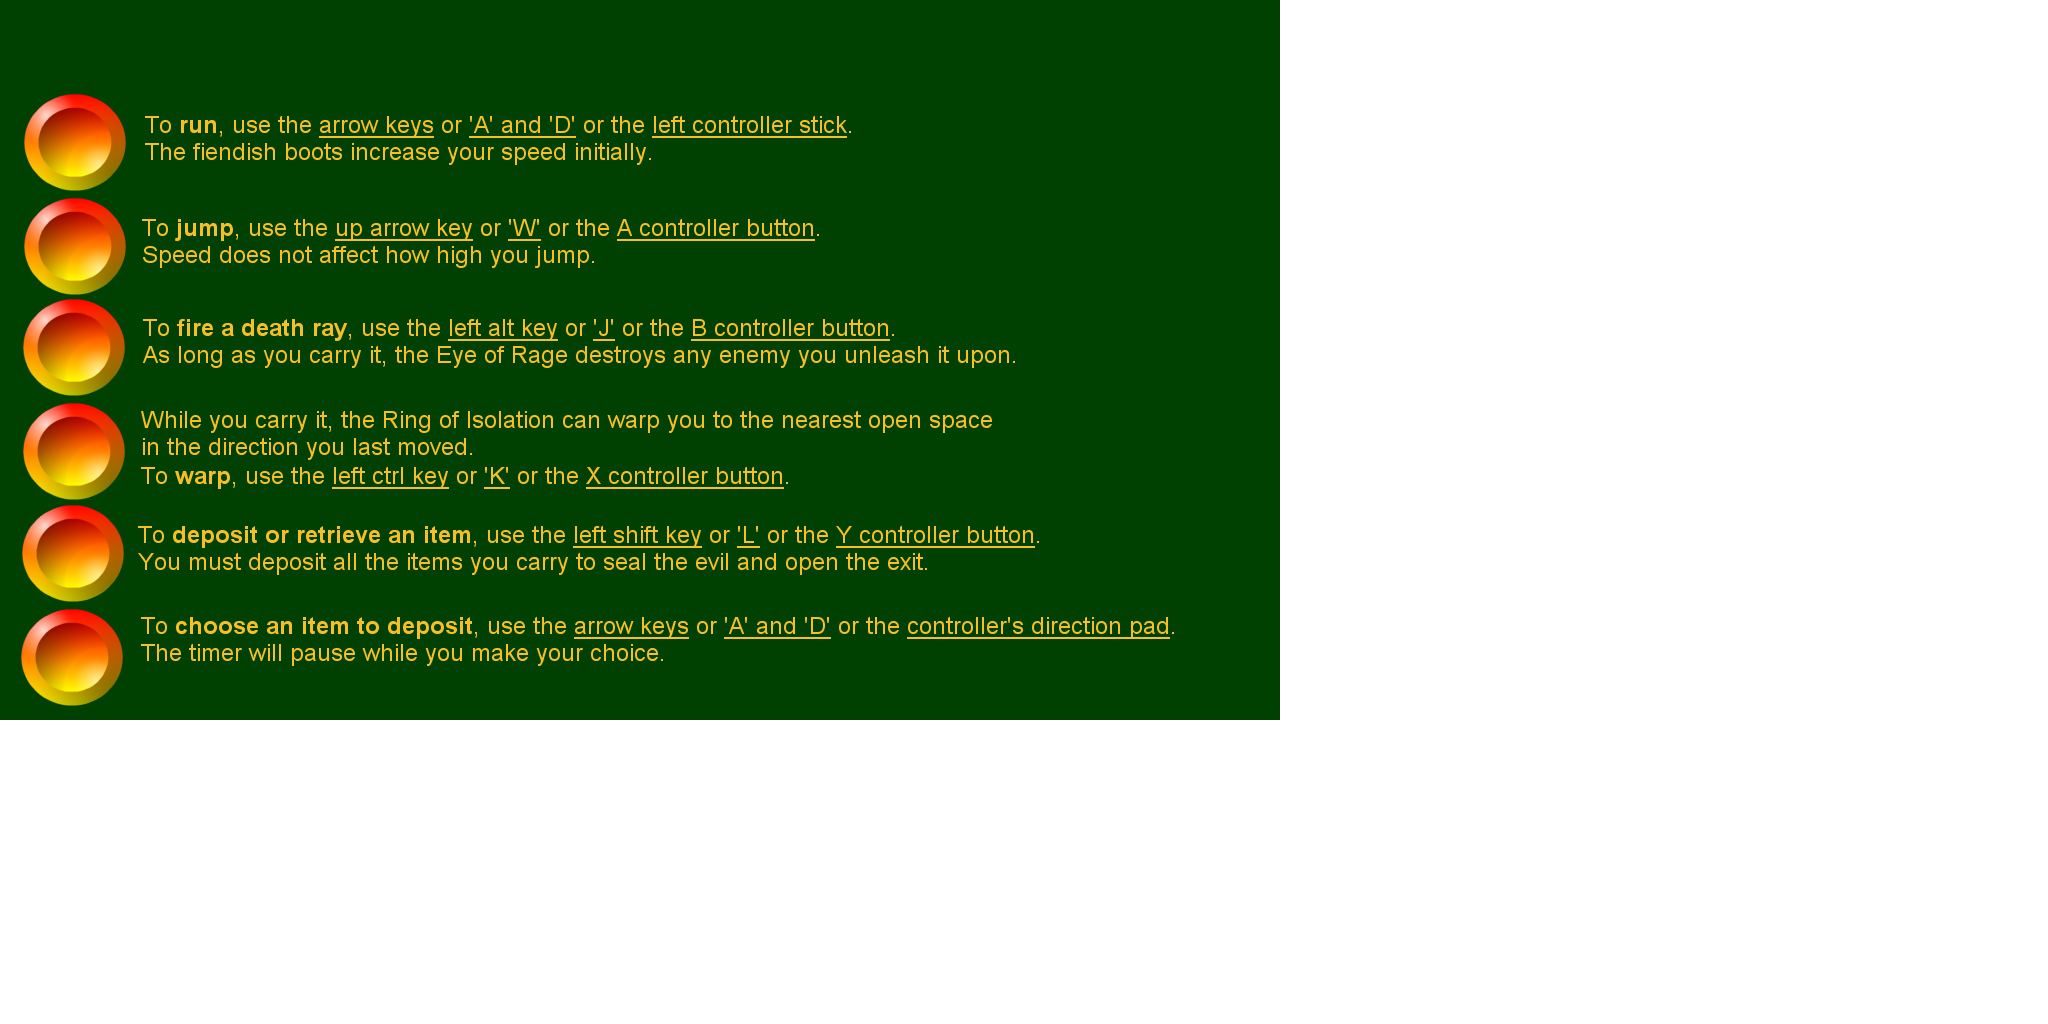 To run, use the arrow keys or 'A' and 'D' or the left controller stick.
The fiendish boots increase your speed initially.
To jump, use the up arrow key or 'W' or the A controller button.
Speed does not affect how high you jump.
To fire a death ray, use the left alt key or 'J' or the B controller button.
As long as you carry it, the Eye of Rage destroys any enemy you unleash it upon.
While you carry it, the Ring of Isolation can warp you to the nearest open space
in the direction you last moved.
To warp, use the left ctrl key or 'K' or the X controller button.
To deposit or retrieve an item, use the left shift key or 'L' or the Y controller button.
You must deposit all the items you carry to seal the evil and open the exit.
To choose an item to deposit, use the arrow keys or 'A' and 'D' or the controller's direction pad.
The timer will pause while you make your choice.